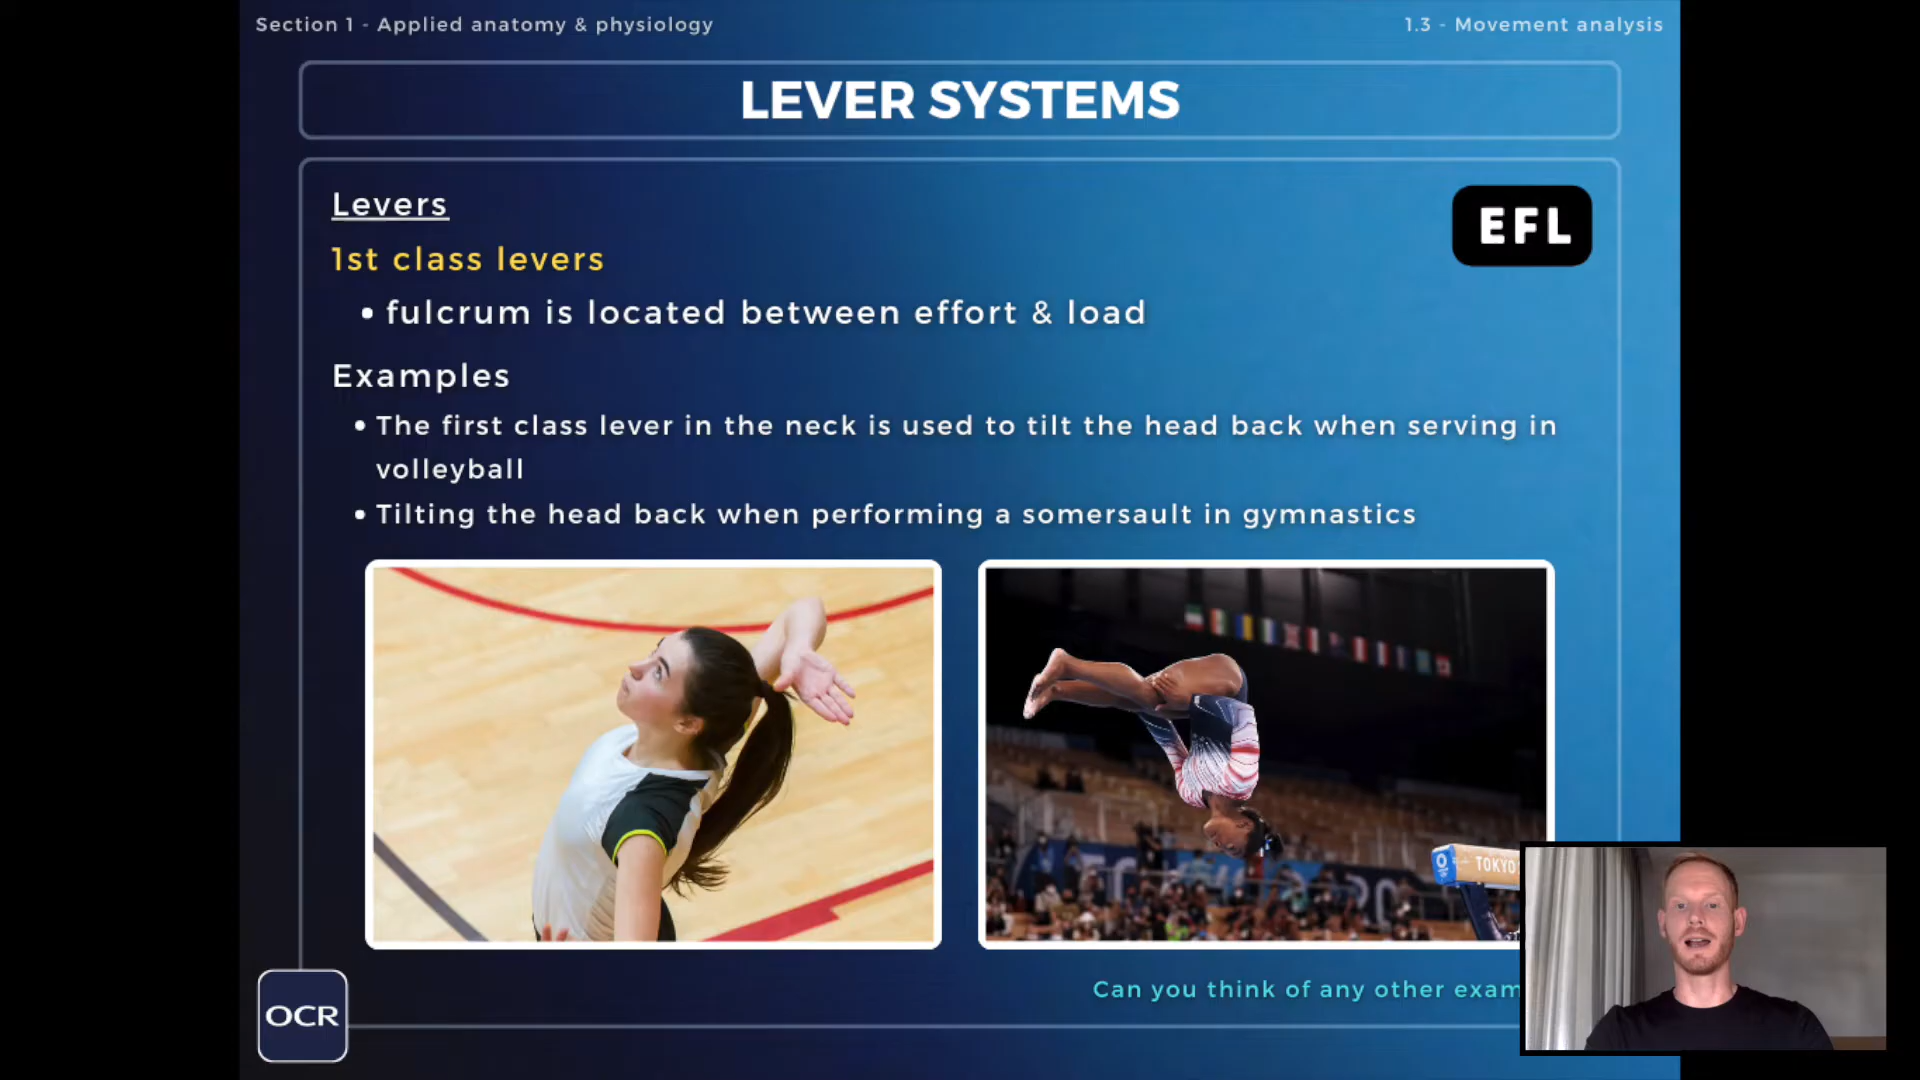 Section 1 - Applied anatomy & physiology
1.3 - Movement analysis
LEVER SYSTEMS
Levers
EFL
1st class levers
• fulcrum is located between effort & load
Examples
• The first class lever in the neck is used to tilt the head back when serving in
volleyball
• Tilting the head back when performing a somersault in gymnastics
TOKYO
Can you think of any other exam
OCR